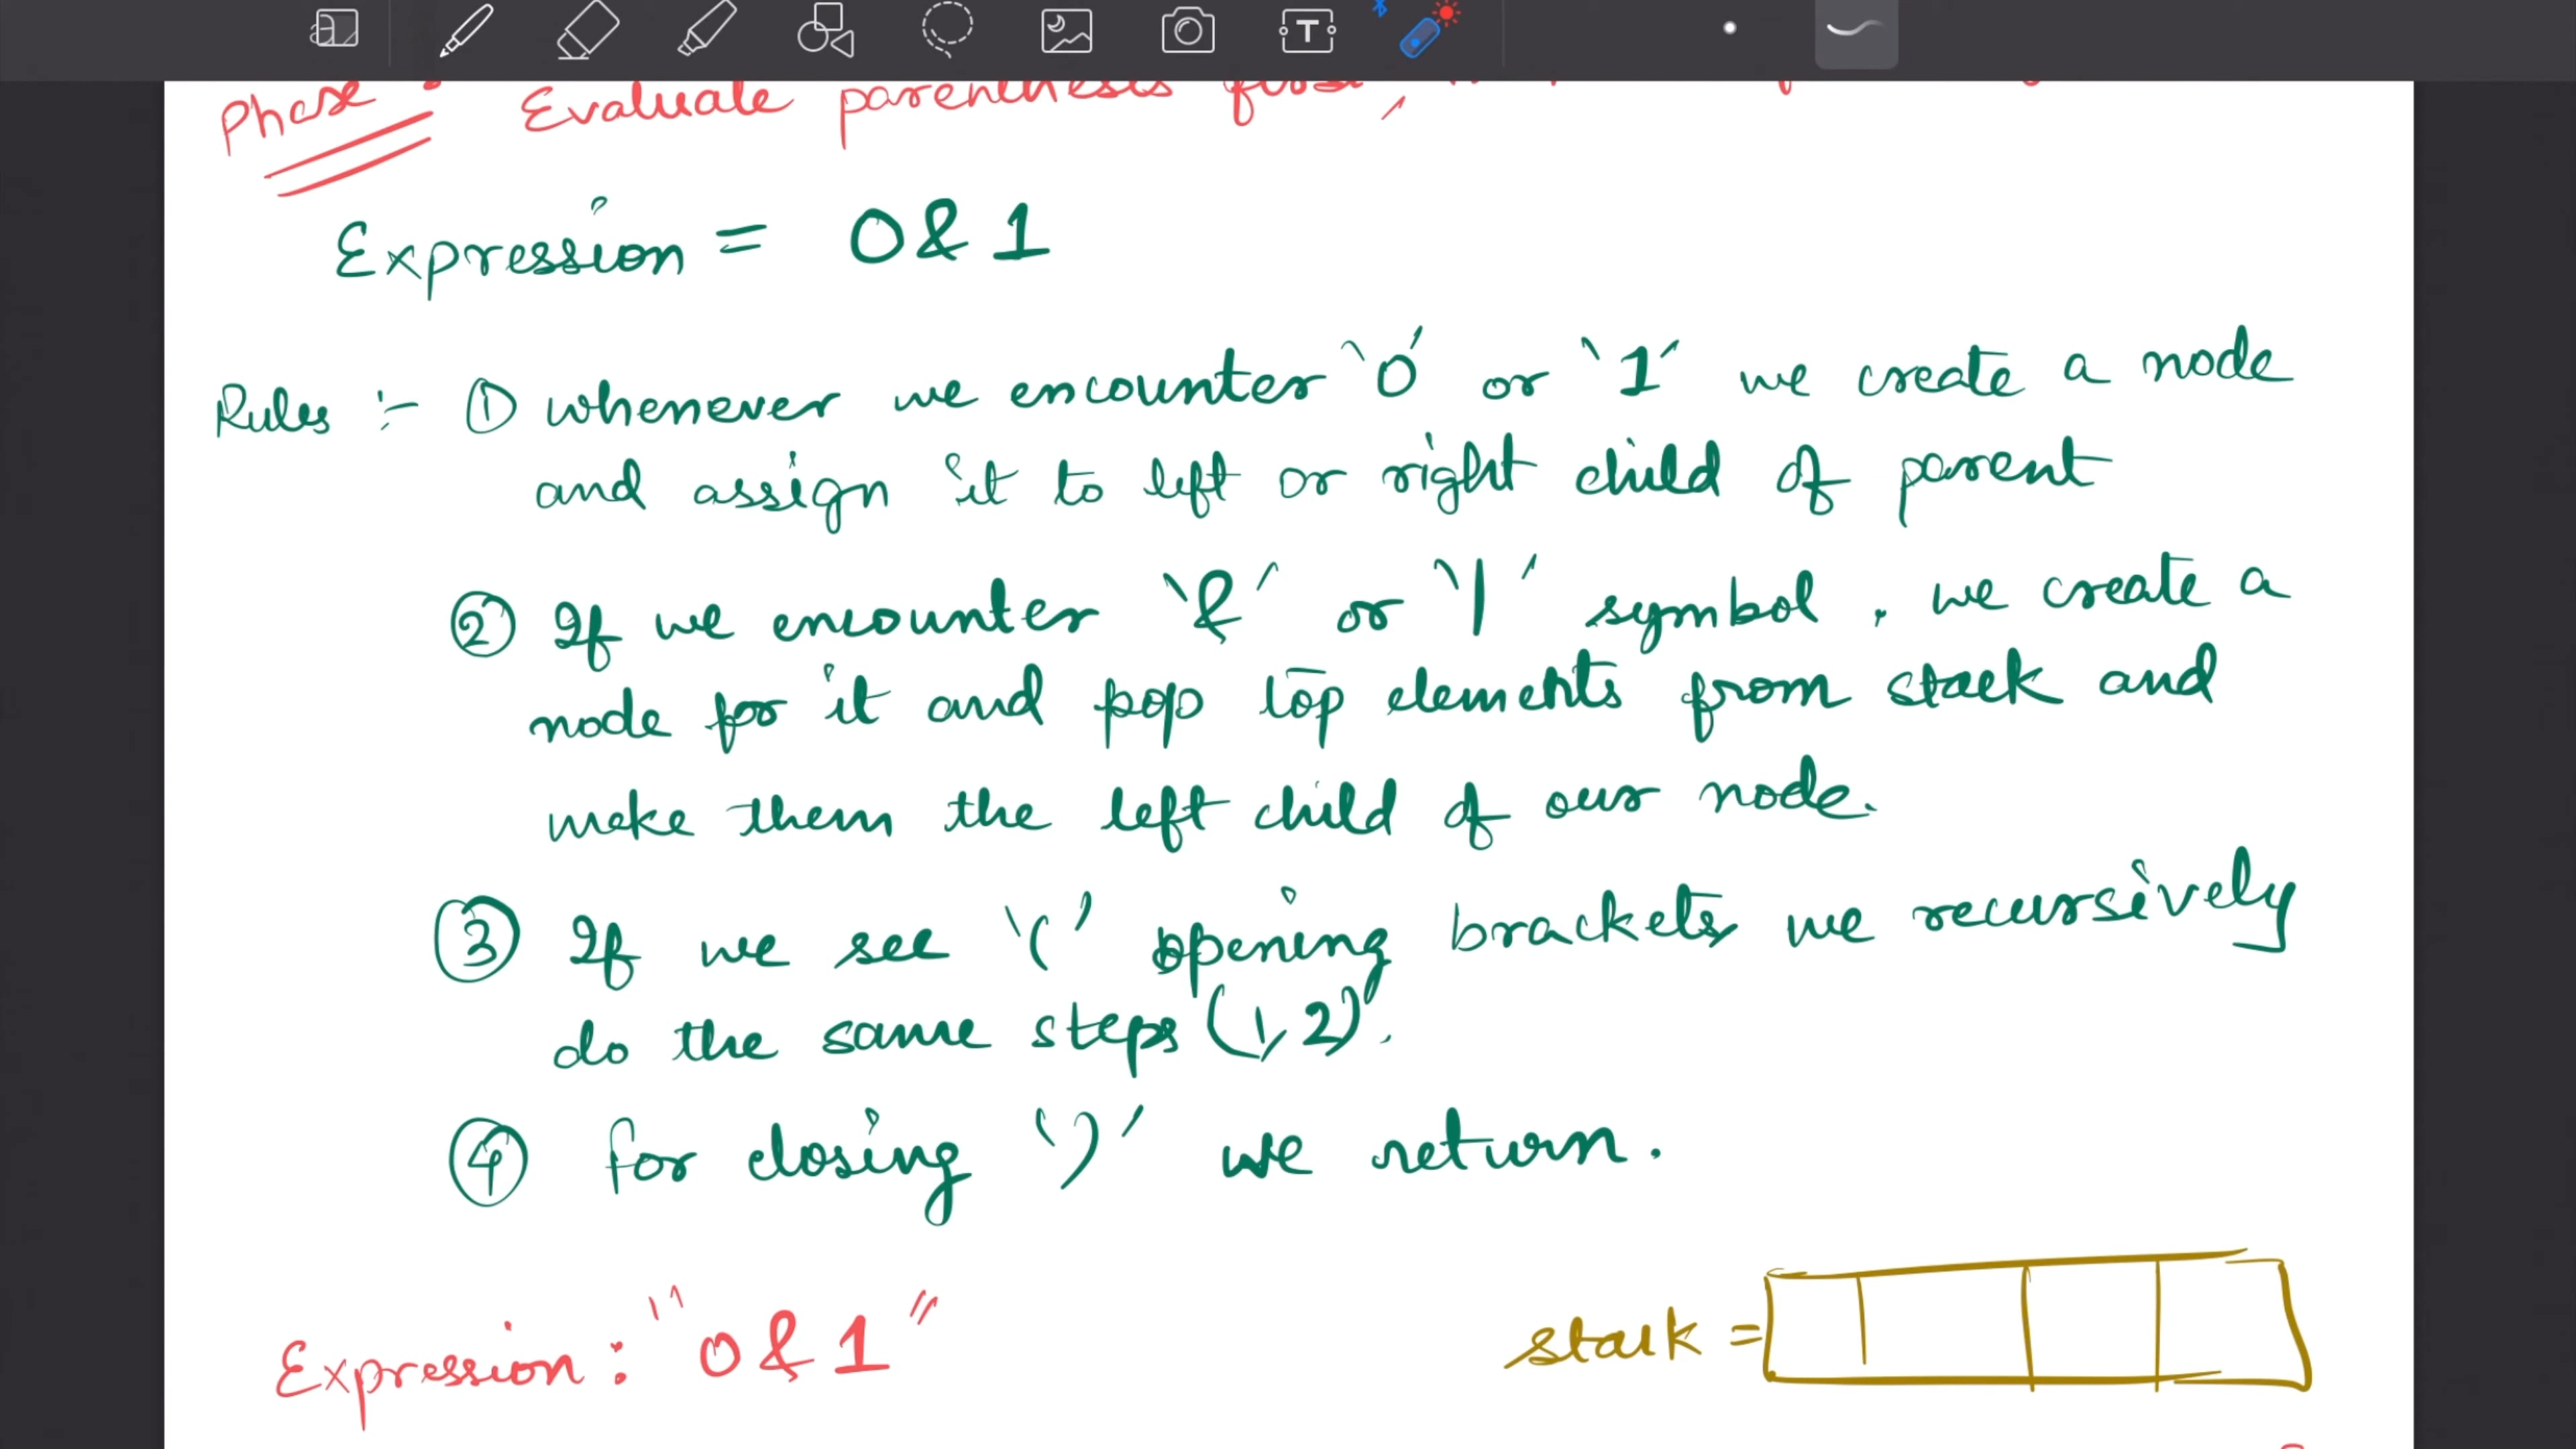 Phase : Evaluate parenthesis first,
Expression = 0 & 1
Rules :- ① whenever we encounter '0' or '1' we create a node
and assign it to left or right child of parent
② If we encounter '&' or '|' symbol, we create a
node for it and pop top elements from stack and
make them the left child of our node.
③ If we see '(' opening brackets we recursively
do the same steps (1, 2).
④ for closing ')' we return.
Expression : "0 & 1"
stack =